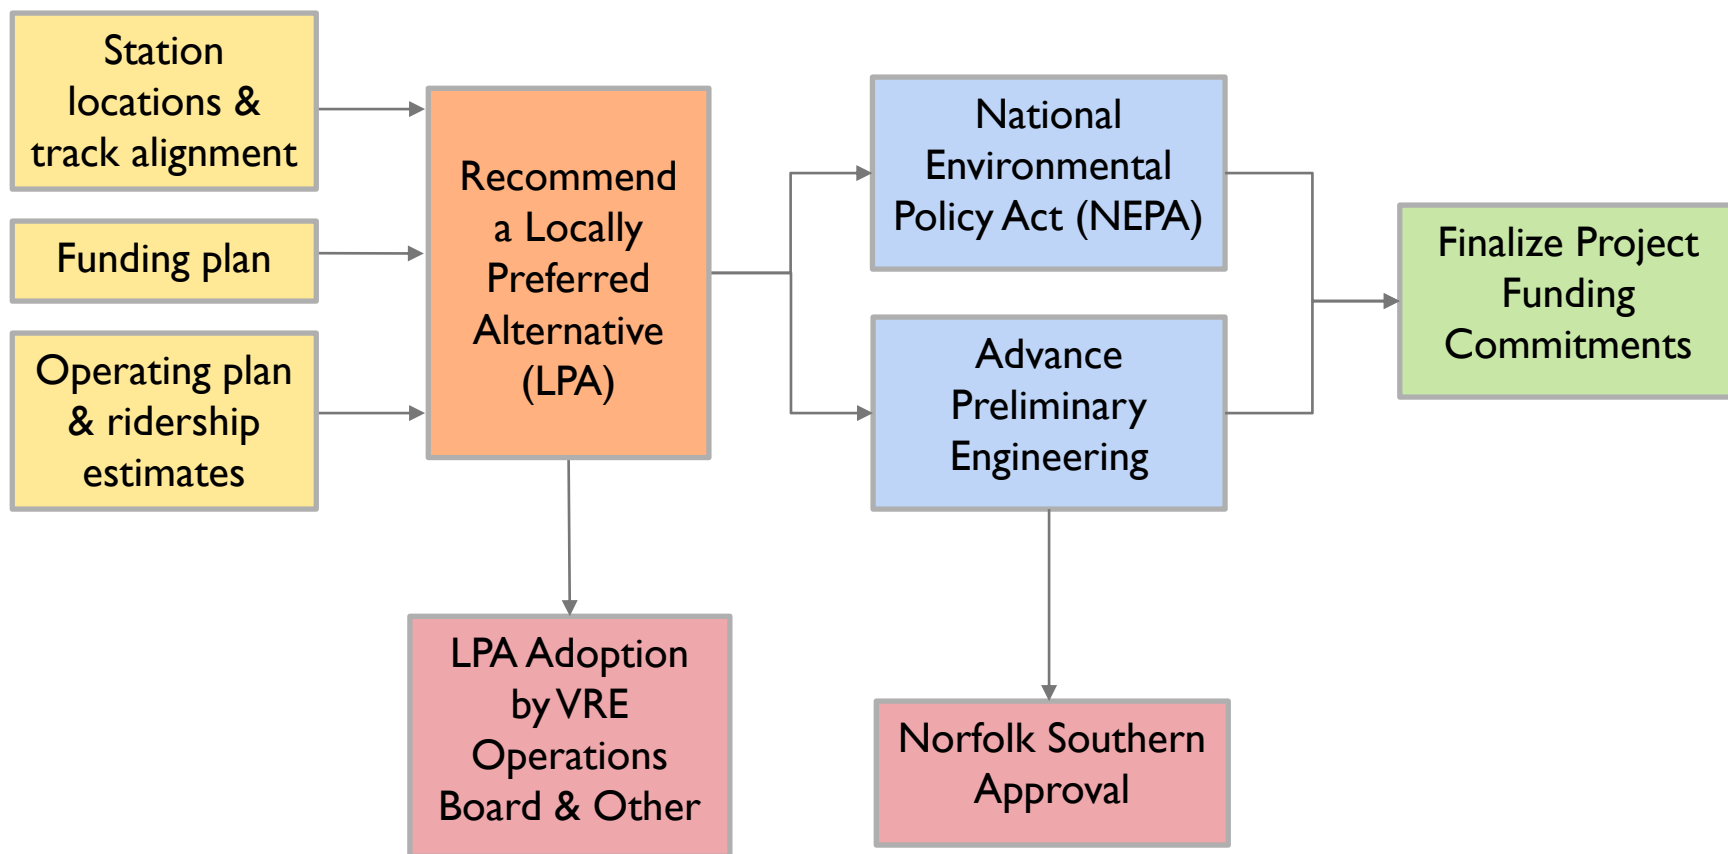 Station
locations &
track alignment
Funding plan
Operating plan
& ridership
estimates
Recommend
a Locally
Preferred
Alternative
(LPA)
LPA Adoption
by VRE
Operations
Board & Other
National
Environmental
Policy Act (NEPA)
Advance
Preliminary
Engineering
Norfolk Southern
Approval
Finalize Project
Funding
Commitments